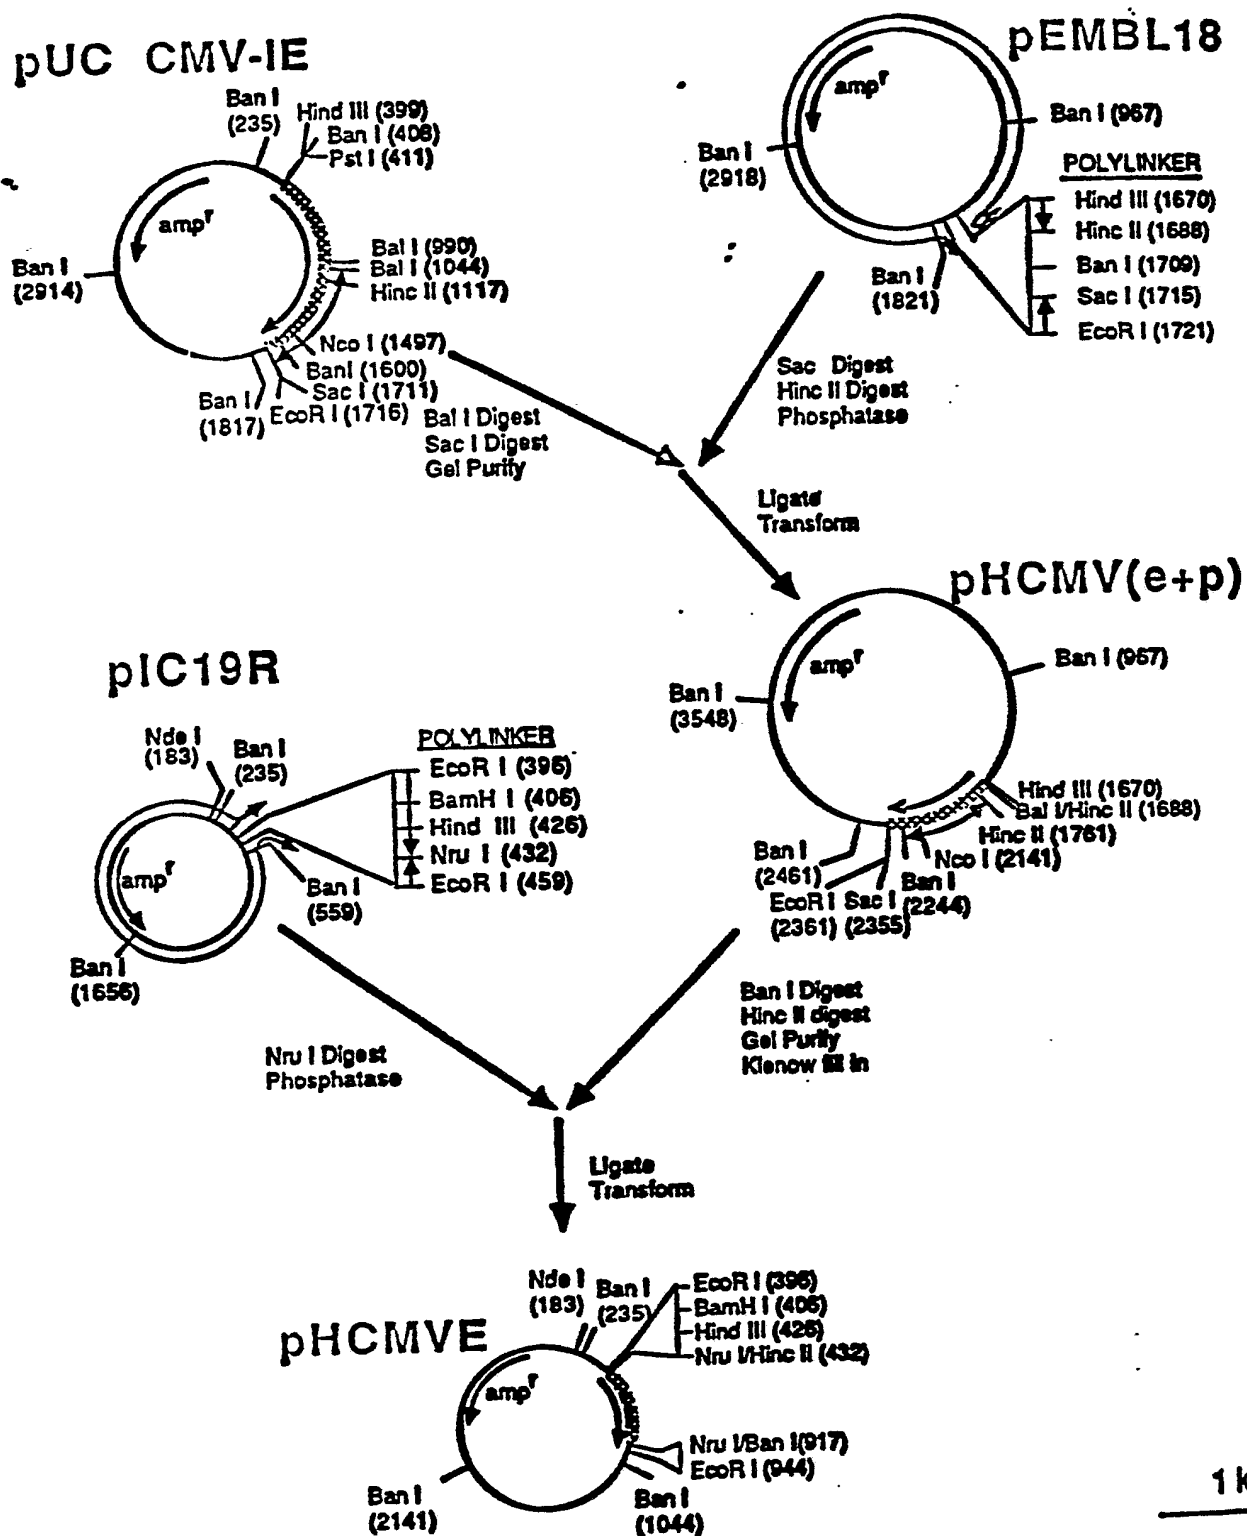 pUC CMV-IE
Ban I
(235)
Hind III (399)
Ban I (408)
Pst I (411)
amp^r
Ban I
(2914)
Bal I (990)
Bal I (1044)
Hinc II (1117)
Nco I (1497)
BanI (1600)
Sac I (1711)
EcoR I (1716)
Ban I
(1817)
Bal I Digest
Sac I Digest
Gel Purify
pEMBL18
amp^r
Ban I (967)
Ban I
(2918)
POLYLINKER
Hind III (1670)
Hinc II (1688)
Ban I (1709)
Sac I (1715)
EcoR I (1721)
Ban I
(1821)
Sac Digest
Hinc II Digest
Phosphatase
Ligate
Transform
pHCMV(e+p)
amp^r
Ban I (967)
Ban I
(3548)
Hind III (1670)
Bal I/Hinc II (1688)
Hinc II (1761)
Nco I (2141)
Ban I
(2244)
Sac I
(2355)
EcoR I
(2361)
Ban I
(2461)
pIC19R
Nde I
(183)
Ban I
(235)
POLYLINKER
EcoR I (396)
BamH I (406)
Hind III (426)
Nru I (432)
EcoR I (459)
amp^r
Ban I
(559)
Ban I
(1656)
Nru I Digest
Phosphatase
Ban I Digest
Hinc II digest
Gel Purify
Klenow fill in
Ligate
Transform
pHCMVE
Nde I
(183)
Ban I
(235)
EcoR I (396)
BamH I (406)
Hind III (426)
Nru I/Hinc II (432)
amp^r
Nru I/Ban I(917)
EcoR I (944)
Ban I
(1044)
Ban I
(2141)
1 k